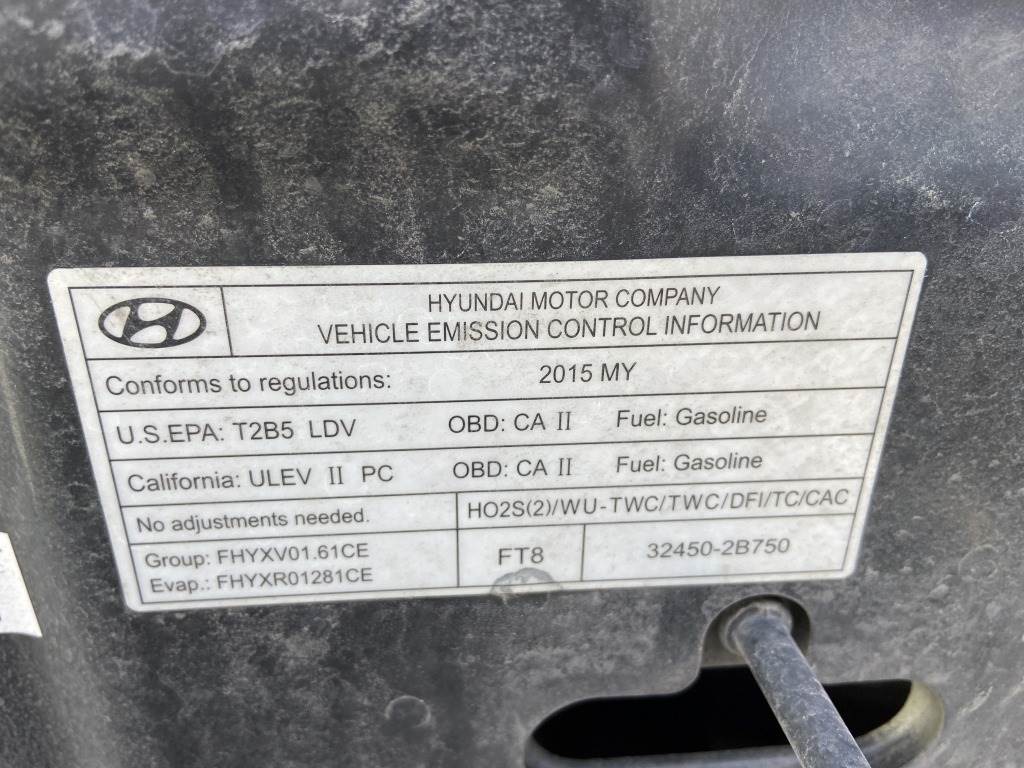 HYUNDAI MOTOR COMPANY
VEHICLE EMISSION CONTROL INFORMATION
Conforms to regulations: 2015 MY
U.S.EPA: T2B5 LDV OBD: CA II Fuel: Gasoline
California: ULEV II PC OBD: CA II Fuel: Gasoline
No adjustments needed. HO2S(2)/WU-TWC/TWC/DFI/TC/CAC
Group: FHYXV01.61CE
Evap.: FHYXR01281CE
FT8
32450-2B750